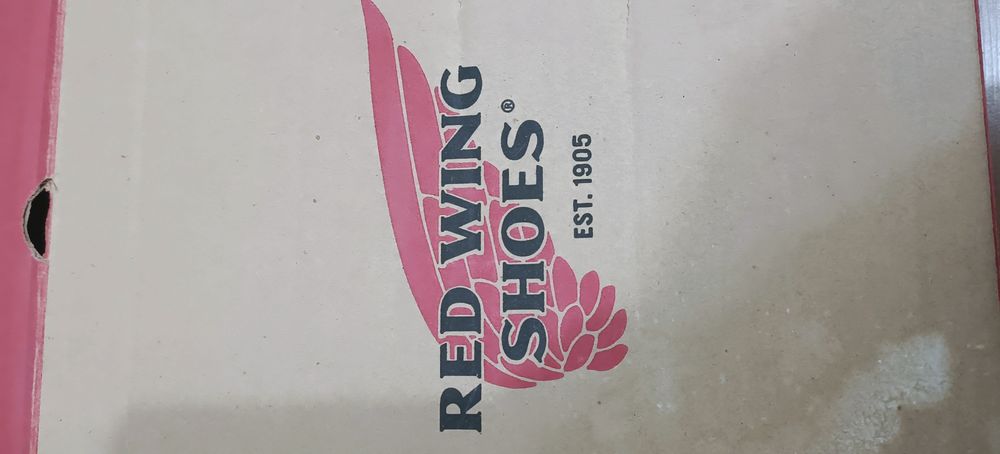 RED WING
SHOES®
EST. 1905